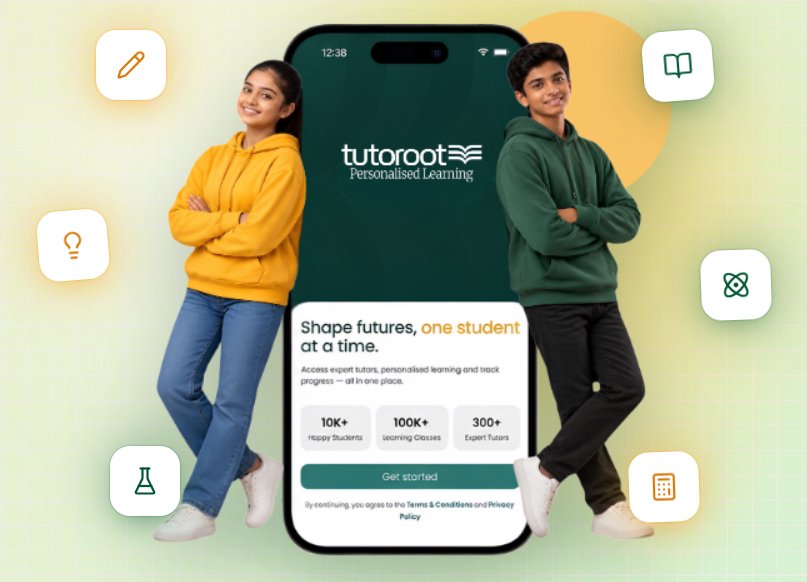 12:38
tutoroot
Personalised Learning
Shape futures, one student
at a time.
Access expert tutors, personalised learning and track
progress — all in one place.
10K+ 100K+ 300+
Happy Students Learning Classes Expert Tutors
Get started
By continuing, you agree to the Terms & Conditions and Privacy
Policy